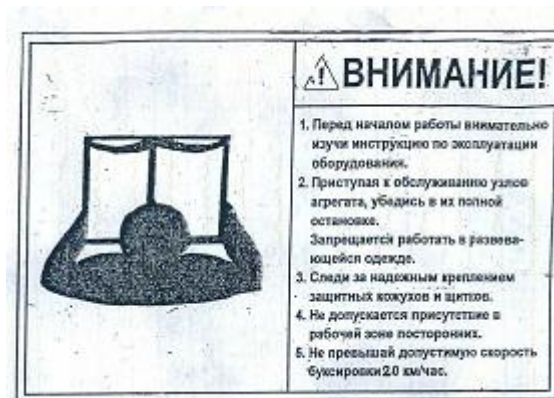 ВНИМАНИЕ!
1. Перед началом работы внимательно
изучи инструкцию по эксплуатации
оборудования.
2. Приступая к обслуживанию узлов
агрегата, убедись в их полной
остановке.
Запрещается работать в развева-
ющейся одежде.
3. Следи за надежным креплением
защитных кожухов и щитков.
4. Не допускается присутствие в
рабочей зоне посторонних.
5. Не превышай допустимую скорость
буксировки 20 км/час.